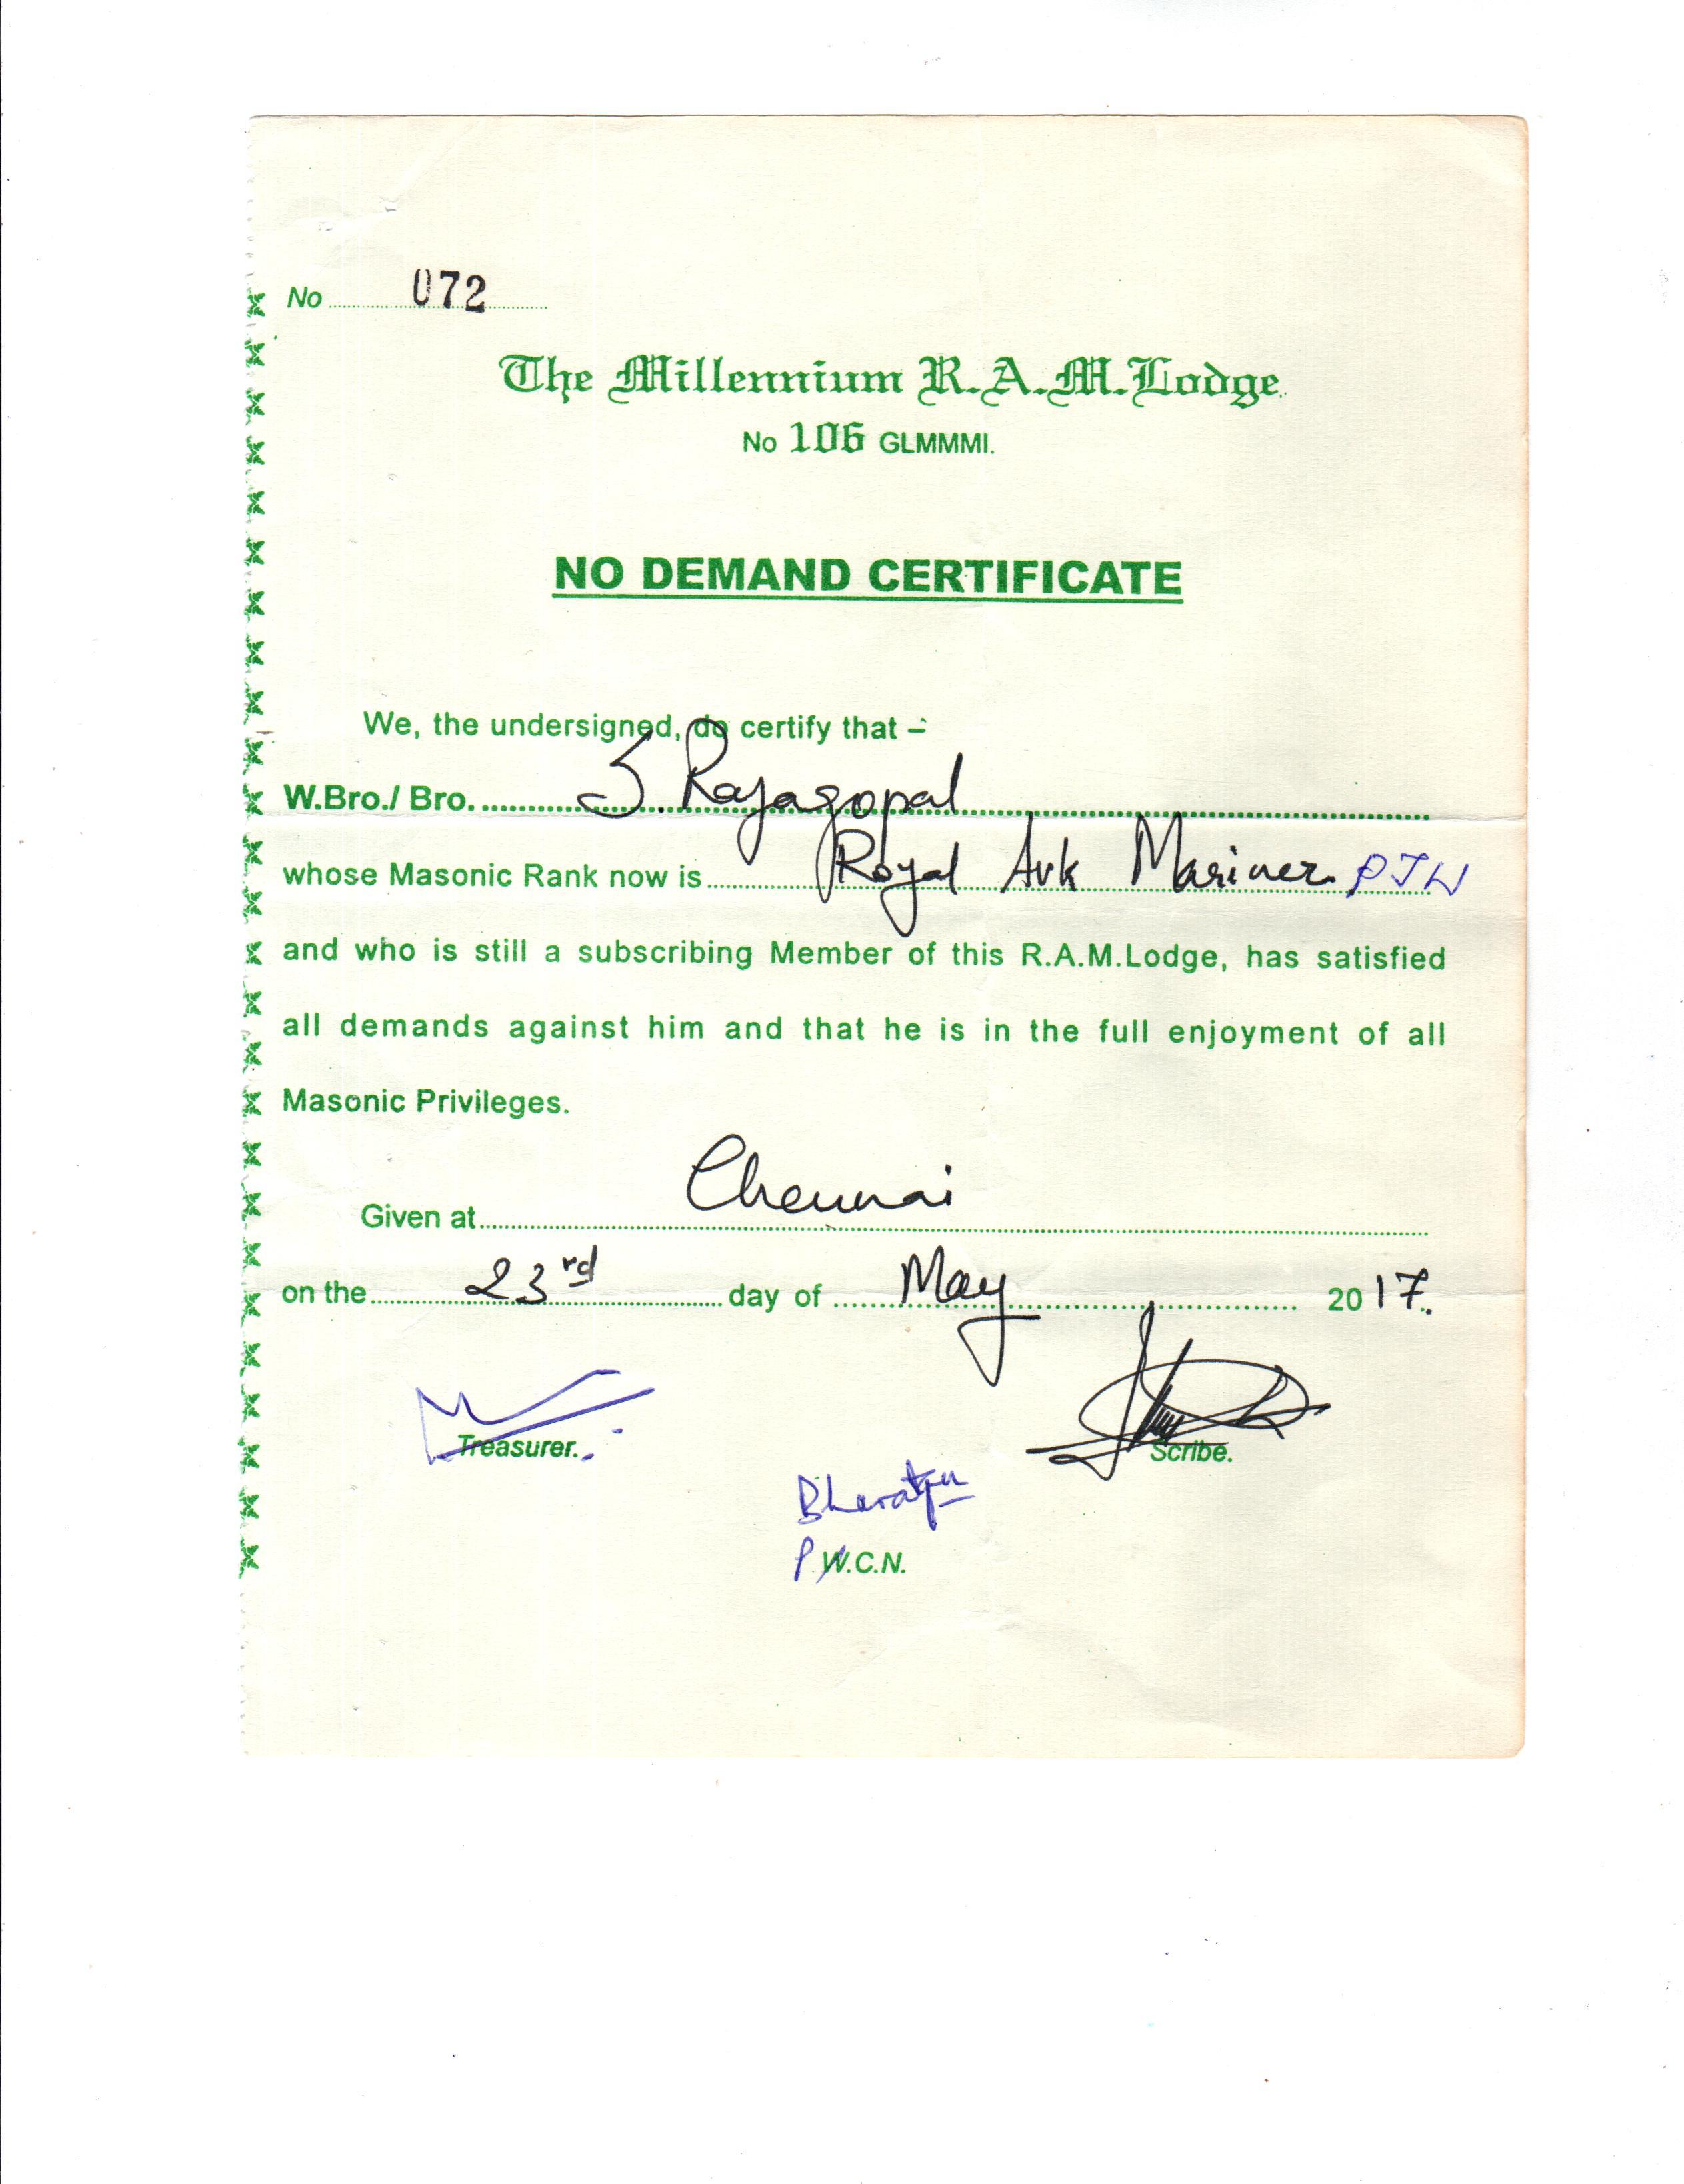 No 072
The Millennium R.A.M.Lodge.
No 106 GLMMMI.
NO DEMAND CERTIFICATE
We, the undersigned, do certify that –
W.Bro./ Bro. S. Rajagopal
whose Masonic Rank now is Royal Ark Mariner PJW
and who is still a subscribing Member of this R.A.M.Lodge, has satisfied
all demands against him and that he is in the full enjoyment of all
Masonic Privileges.
Given at Chennai
on the 23rd day of May 2017.
Treasurer.
Scribe.
P.W.C.N.